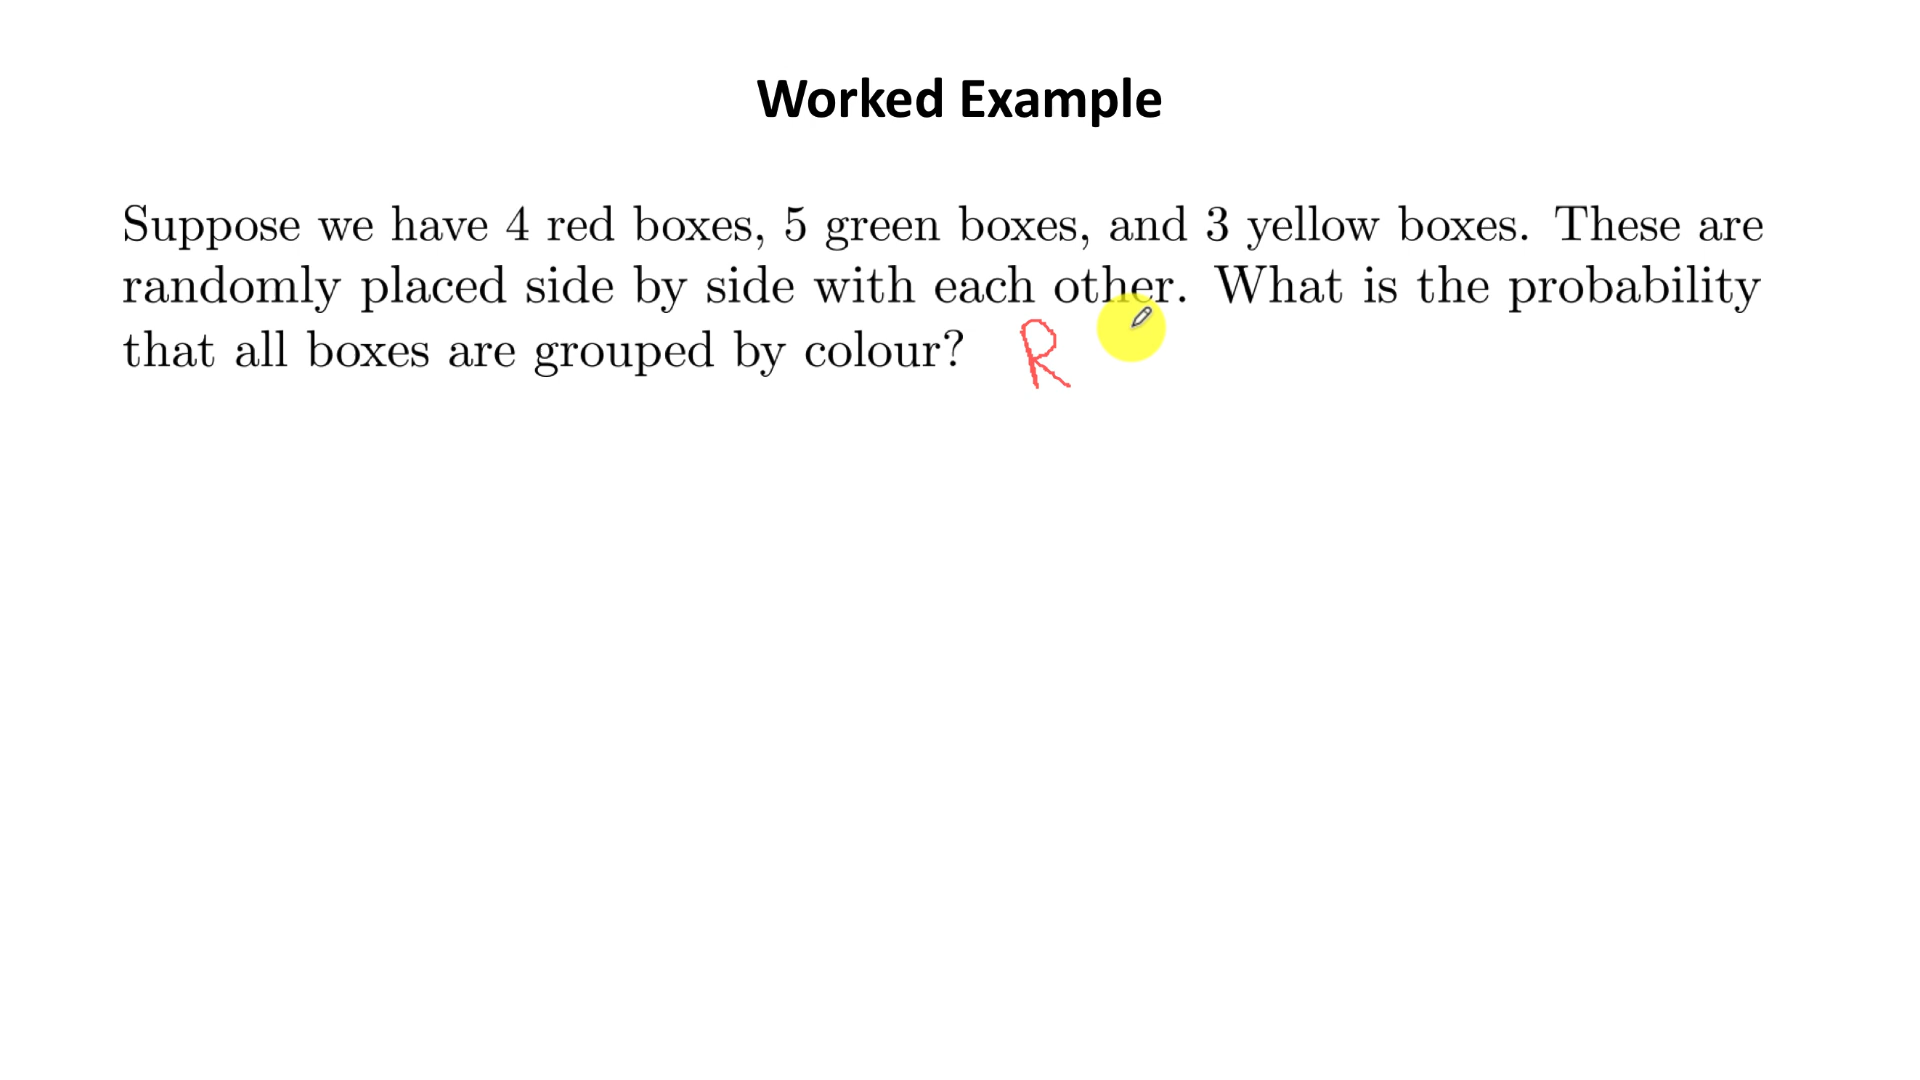 Worked Example
Suppose we have 4 red boxes, 5 green boxes, and 3 yellow boxes. These are
randomly placed side by side with each other. What is the probability
that all boxes are grouped by colour? R